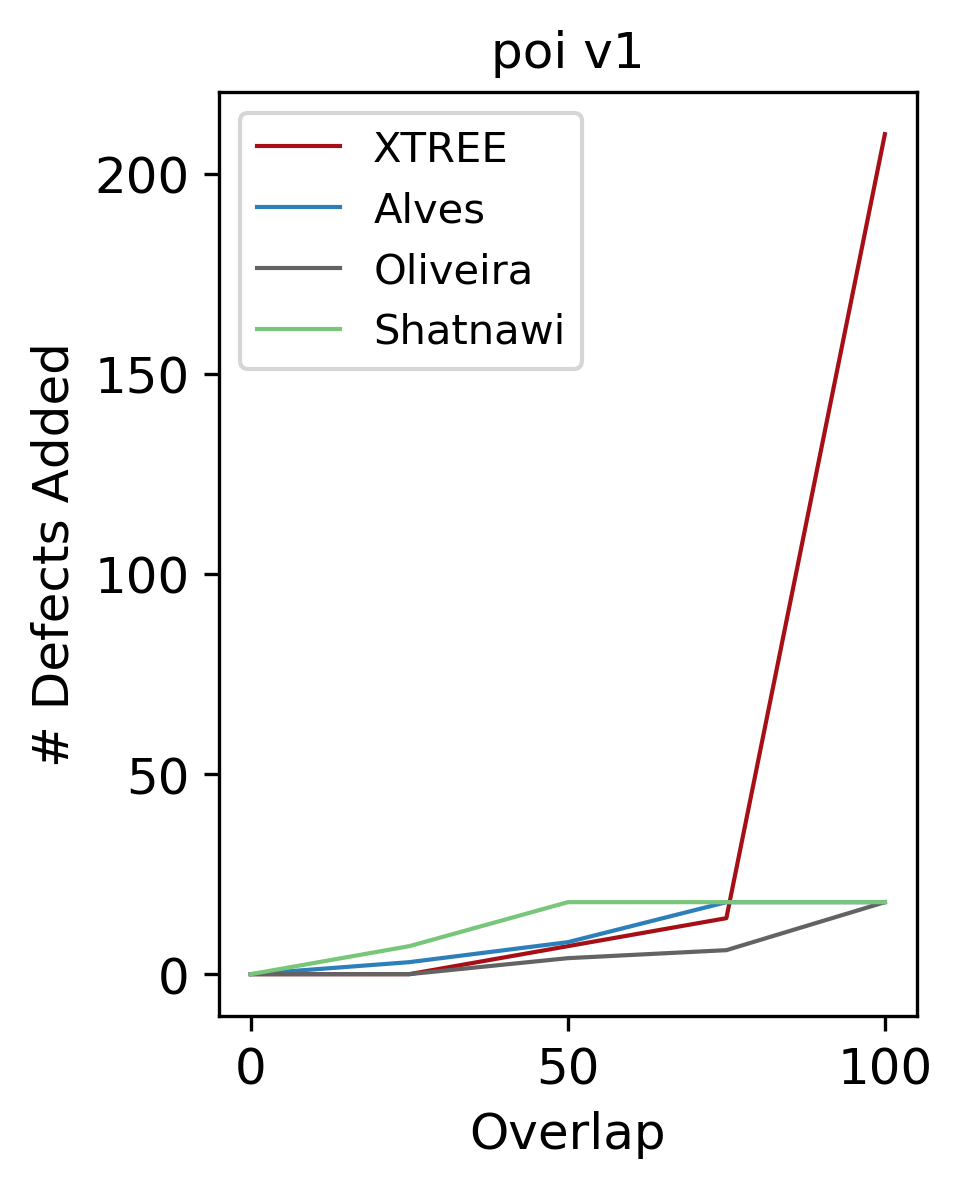 poi v1
XTREE
Alves
Oliveira
Shatnawi
# Defects Added
200
150
100
50
0
0 50 100
Overlap